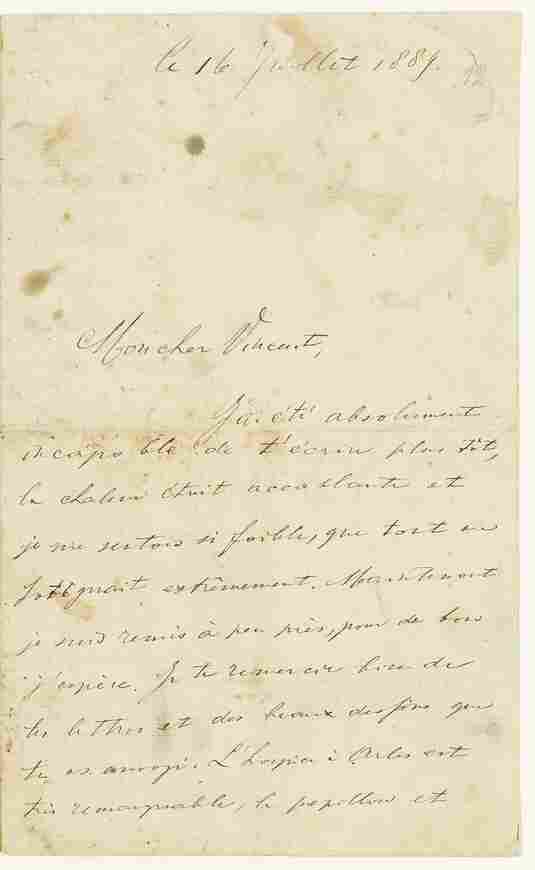 le 16 Juillet 1889.
Mon cher Vincent,
J'ai été absolument
incapable de t'écrire plus tôt,
la chaleur était accablante et
je me sentais si faible, que tout me
fatiguait extrêmement. Maintenant
je suis remis à peu près, pour de bon
j'espère. Je te remercie bien de
tes lettres et des beaux dessins que
tu as envoyé. L'hospice à Arles est
très remarquable, le papillon et